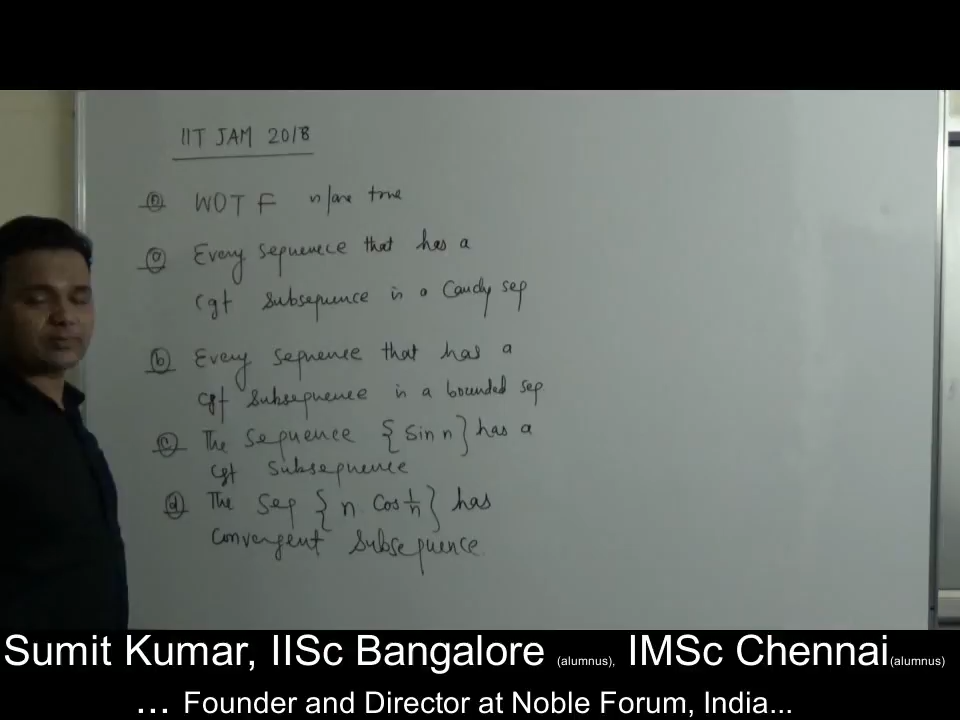 IIT JAM 2018
(n) WOTF is/are true
(a) Every sequence that has a
Cgt Subsequence is a Cauchy seq
(b) Every sequence that has a
cgt Subsequence is a bounded seq
(c) The Sequence {Sin n} has a
cgt Subsequence
(d) The Seq {n Cos 1/n} has
Convergent Subsequence.
Sumit Kumar, IISc Bangalore (alumnus), IMSc Chennai(alumnus)
... Founder and Director at Noble Forum, India...